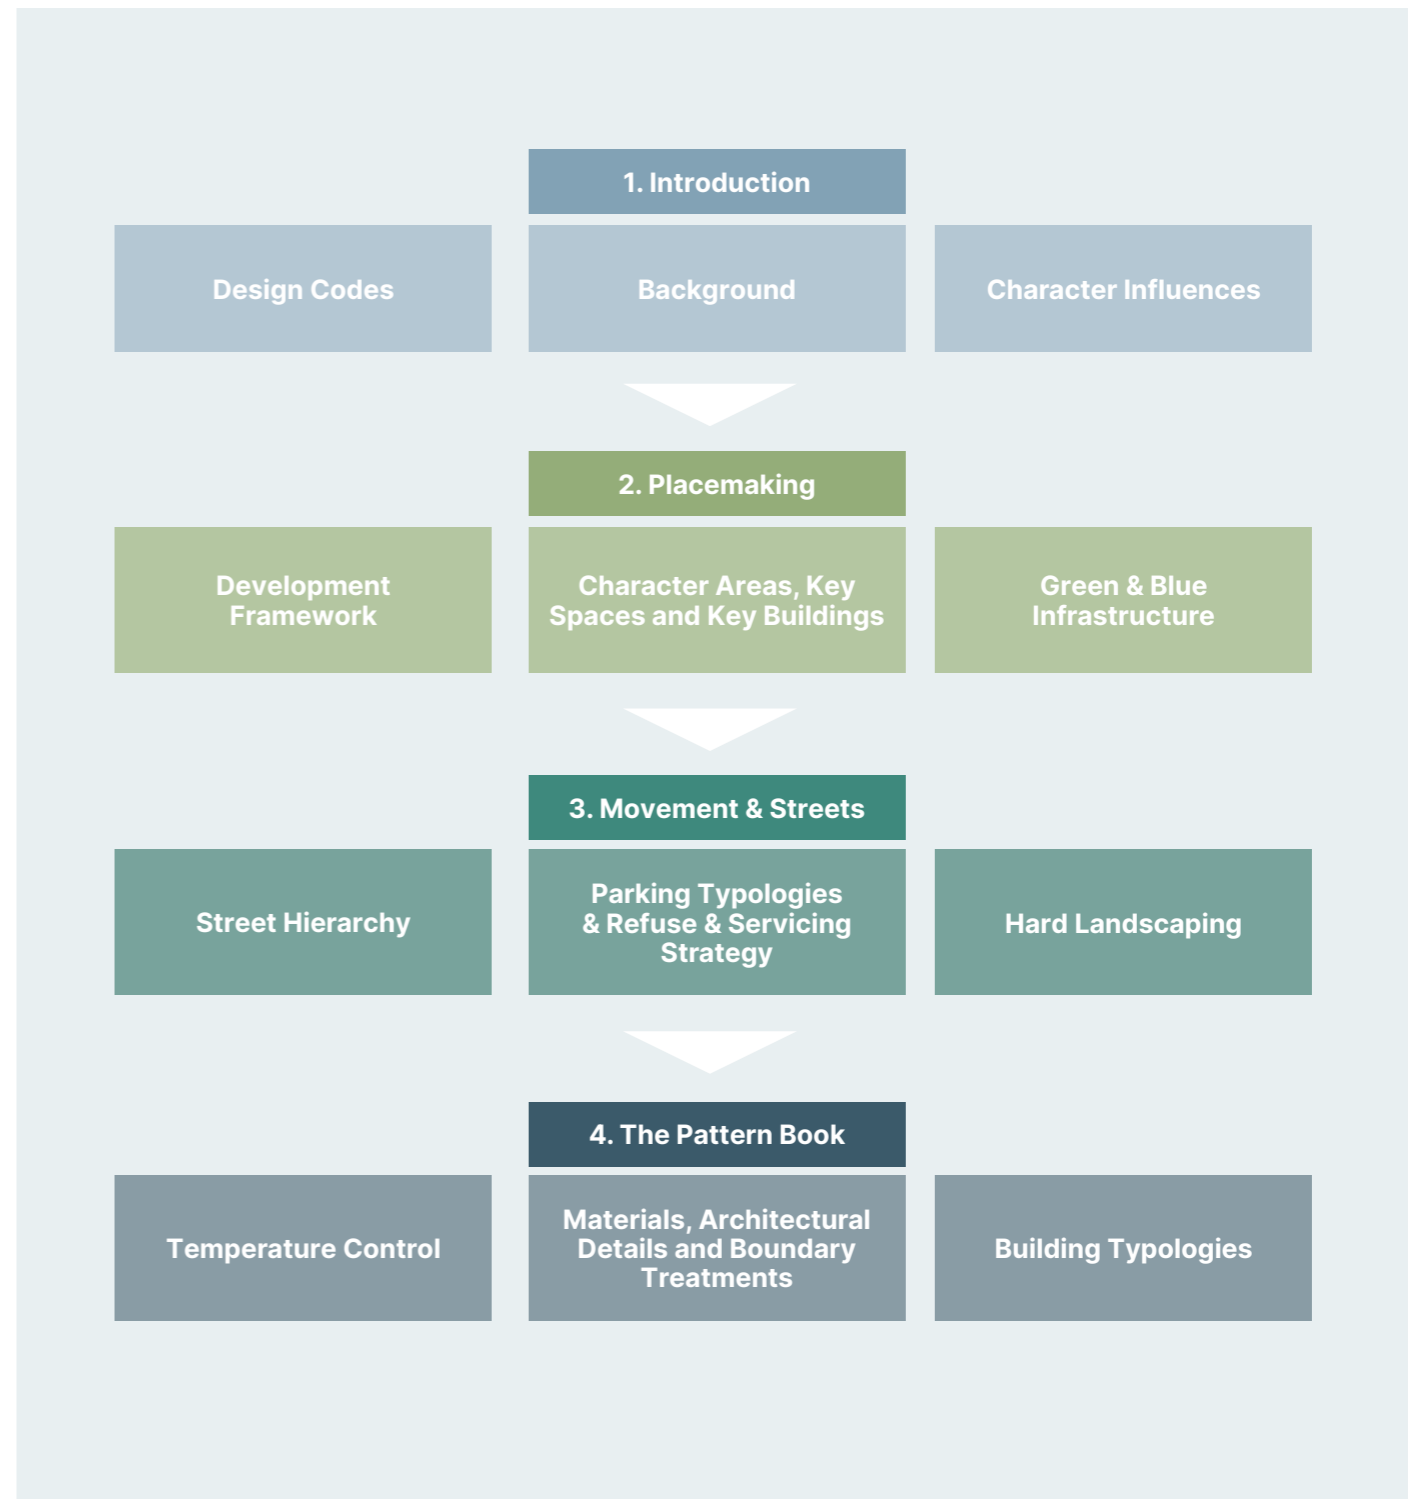 1. Introduction
Design Codes
Background
Character Influences
2. Placemaking
Development
Framework
Character Areas, Key
Spaces and Key Buildings
Green & Blue
Infrastructure
3. Movement & Streets
Street Hierarchy
Parking Typologies
& Refuse & Servicing
Strategy
Hard Landscaping
4. The Pattern Book
Temperature Control
Materials, Architectural
Details and Boundary
Treatments
Building Typologies